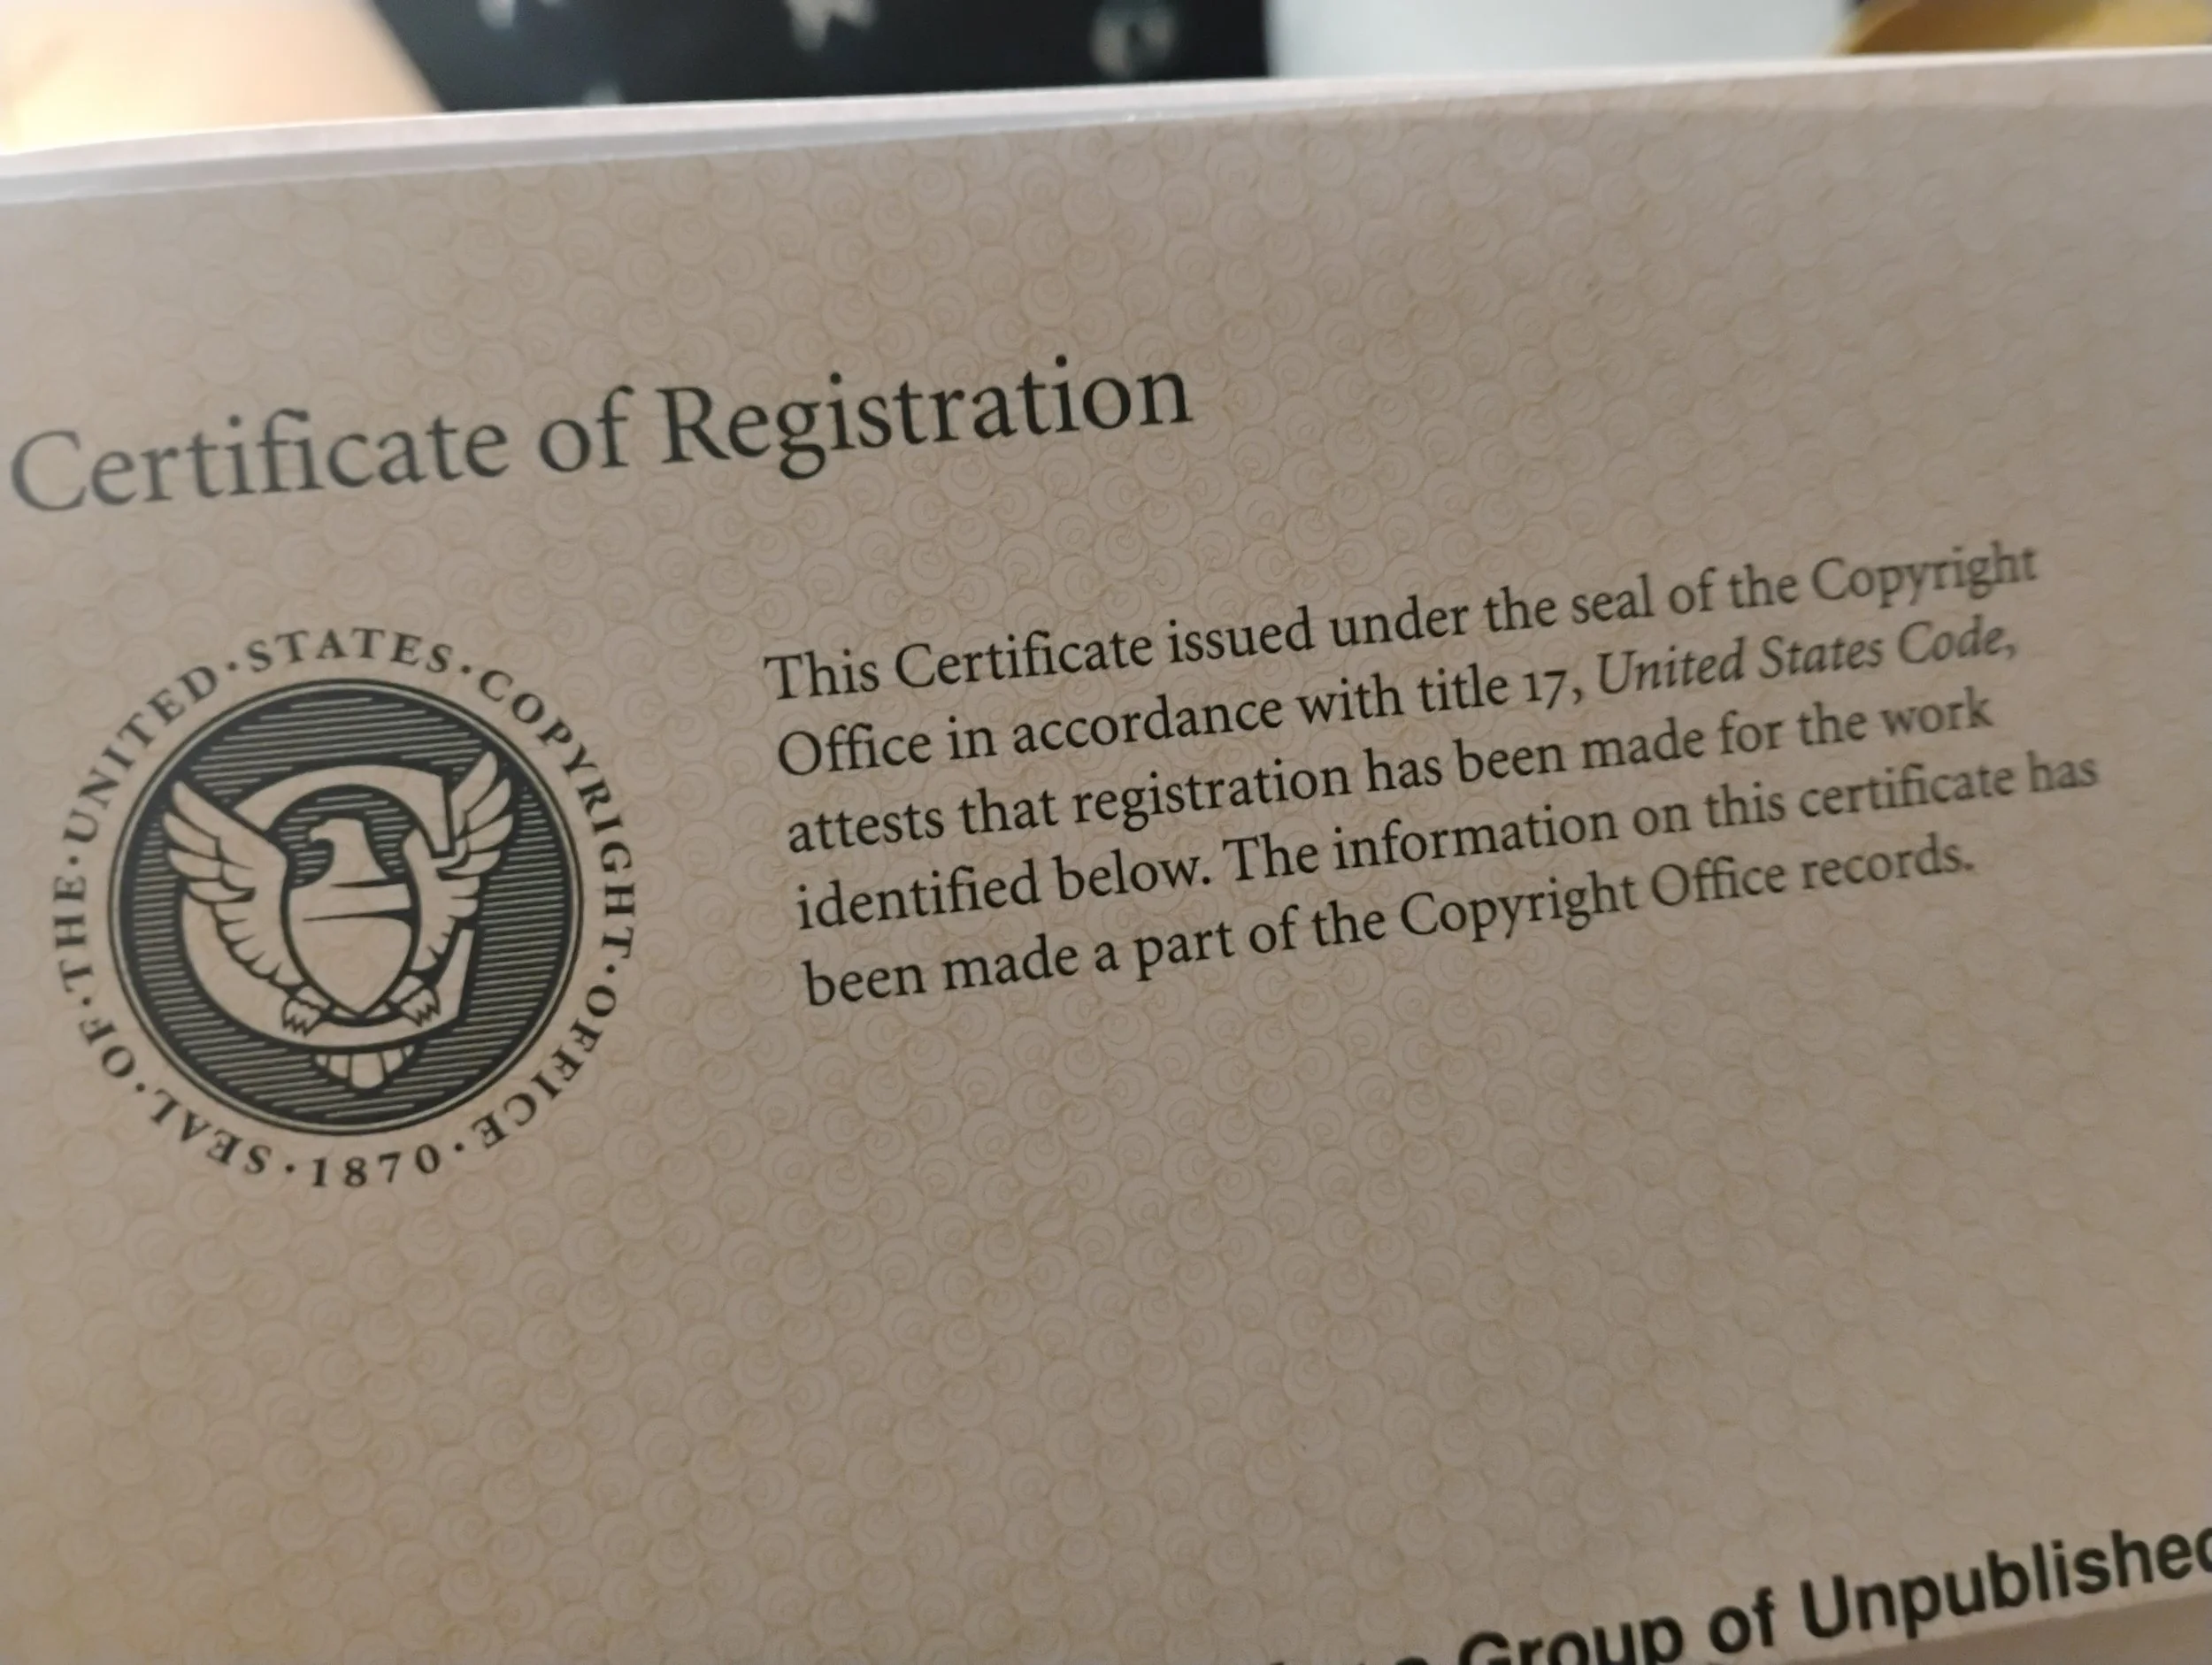 Certificate of Registration
THE·UNITED·STATES·COPYRIGHT·OFFICE·1870·SEAL·OF·
This Certificate issued under the seal of the Copyright
Office in accordance with title 17, United States Code,
attests that registration has been made for the work
identified below. The information on this certificate has
been made a part of the Copyright Office records.
Group of Unpublished